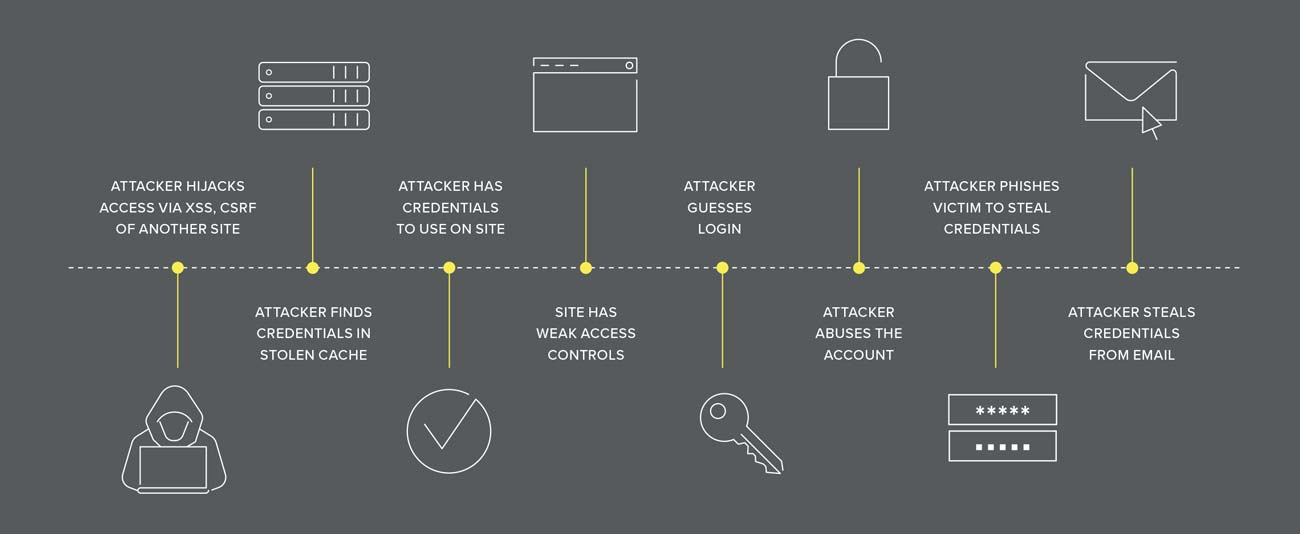 ATTACKER HIJACKS
ACCESS VIA XSS, CSRF
OF ANOTHER SITE
ATTACKER FINDS
CREDENTIALS IN
STOLEN CACHE
ATTACKER HAS
CREDENTIALS
TO USE ON SITE
SITE HAS
WEAK ACCESS
CONTROLS
ATTACKER
GUESSES
LOGIN
ATTACKER
ABUSES THE
ACCOUNT
ATTACKER PHISHES
VICTIM TO STEAL
CREDENTIALS
*****
ATTACKER STEALS
CREDENTIALS
FROM EMAIL